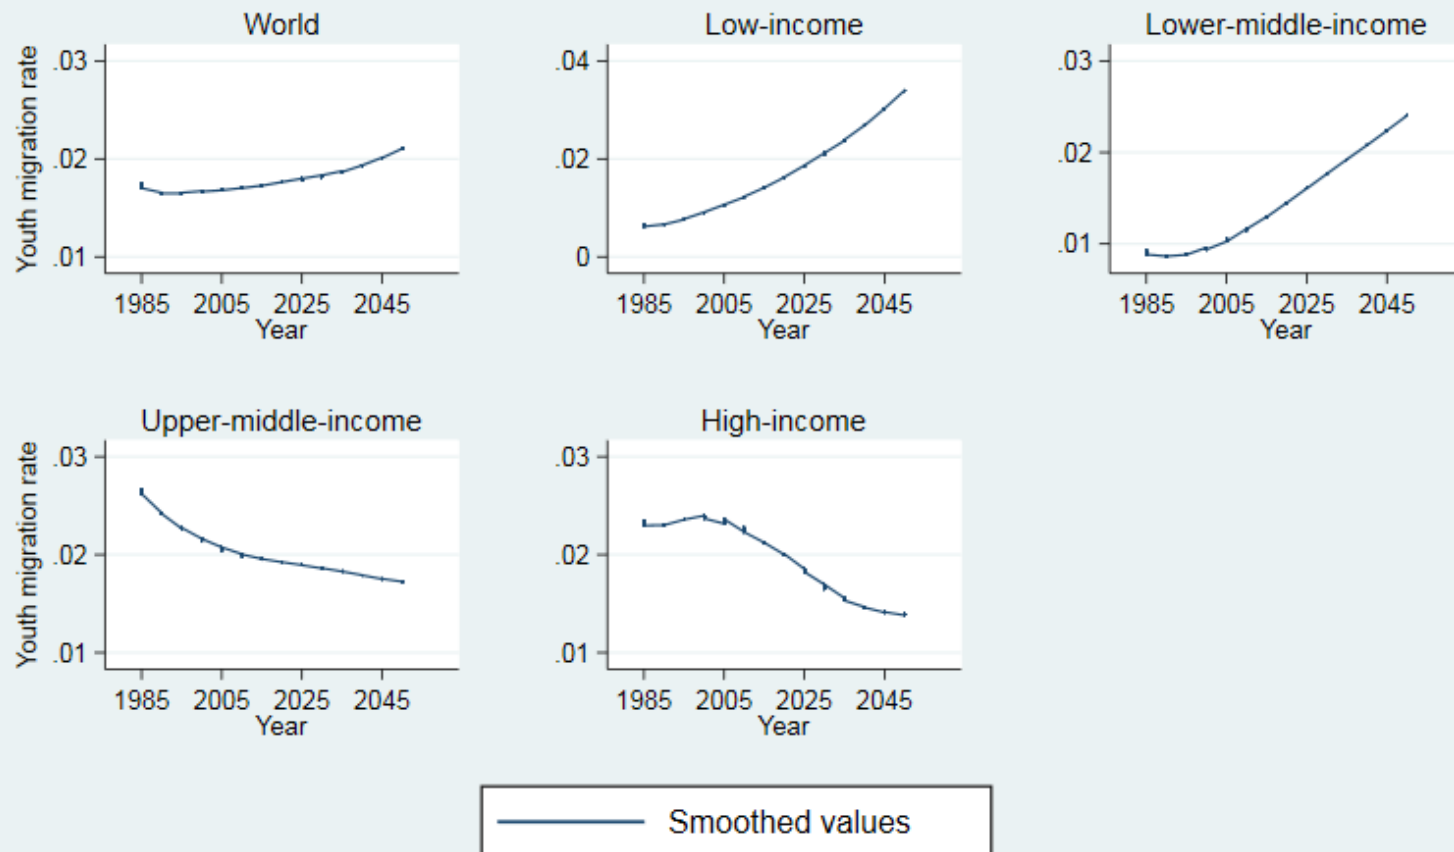 World
Low-income
Lower-middle-income
Youth migration rate
.03
.02
.01
1985 2005 2025 2045
Year
.04
.02
0
1985 2005 2025 2045
Year
.03
.02
.01
1985 2005 2025 2045
Year
Upper-middle-income
High-income
Youth migration rate
.03
.02
.01
1985 2005 2025 2045
Year
.03
.02
.01
1985 2005 2025 2045
Year
Smoothed values